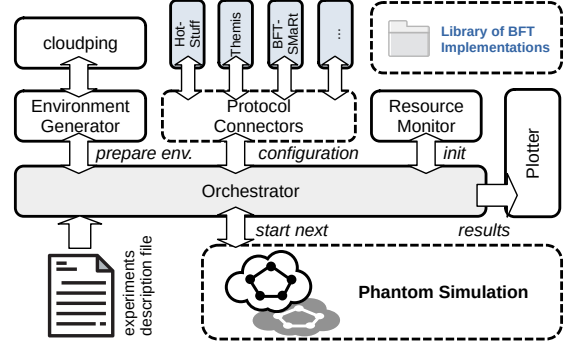 cloudping
Hot-
Stuff
Themis
BFT-
SMaRt
...
Library of BFT
Implementations
Environment
Generator
Protocol
Connectors
Resource
Monitor
Plotter
prepare env.
configuration
init
Orchestrator
start next
results
experiments
description file
Phantom Simulation